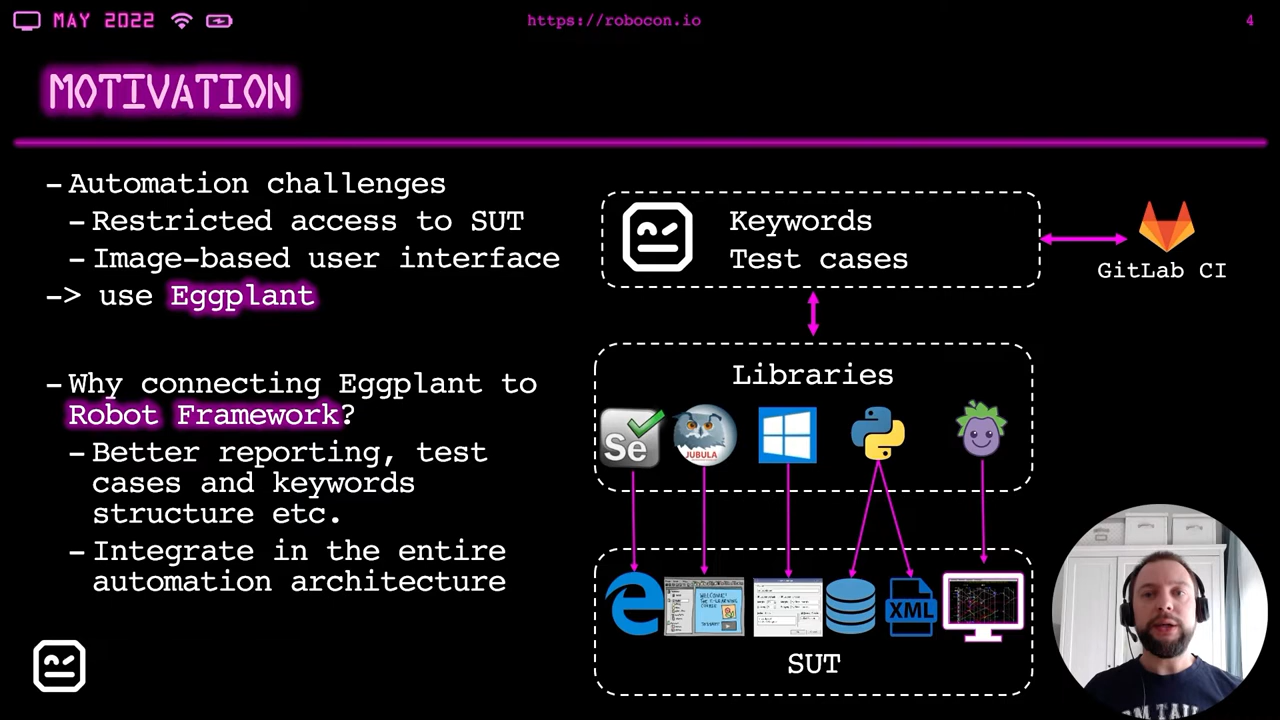 MAY 2022
https://robocon.io
4
MOTIVATION
– Automation challenges
– Restricted access to SUT
– Image-based user interface
-> use Eggplant
– Why connecting Eggplant to
Robot Framework?
– Better reporting, test
cases and keywords
structure etc.
– Integrate in the entire
automation architecture
Keywords
Test cases
GitLab CI
Libraries
Se
JUBULA
WELCOME!
XML
SUT